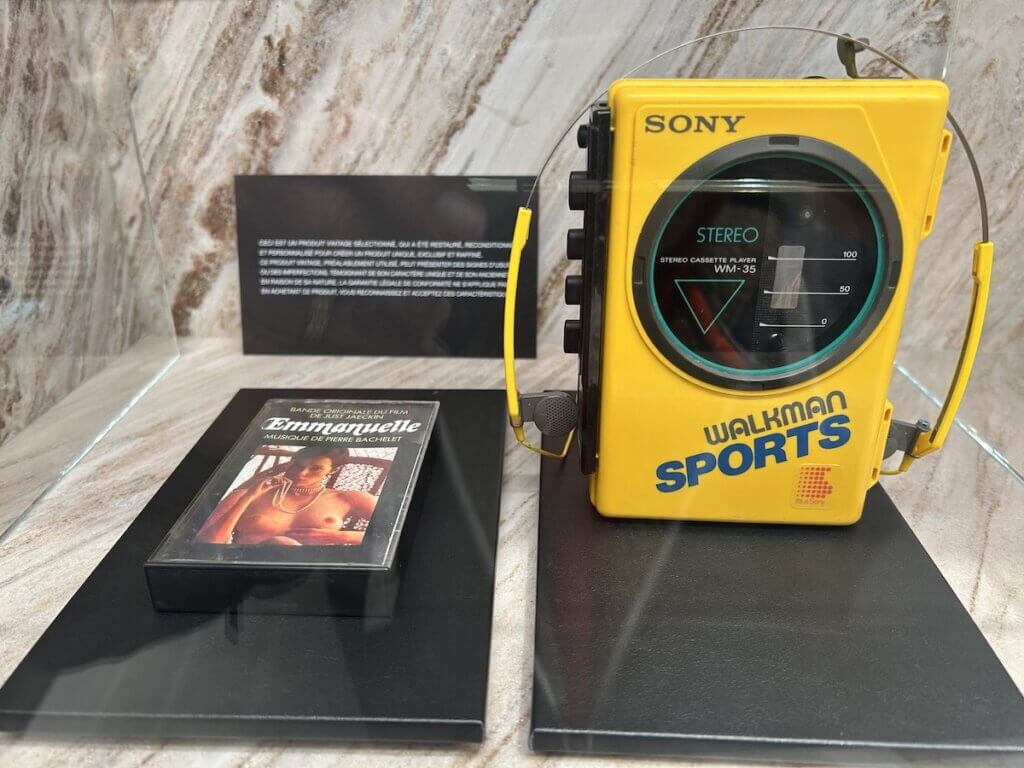 CECI EST UN PRODUIT VINTAGE SÉLECTIONNÉ, QUI A ÉTÉ RESTAURÉ, RECONDITIONNÉ
ET PERSONNALISÉ POUR CRÉER UN PRODUIT UNIQUE, EXCLUSIF ET RAFFINÉ.
CE PRODUIT VINTAGE, PRÉALABLEMENT UTILISÉ, PEUT PRÉSENTER DES SIGNES
OU DES IMPERFECTIONS, TÉMOIGNANT DE SON CARACTÈRE UNIQUE ET DE SON
EN RAISON DE SA NATURE, LA GARANTIE LÉGALE DE CONFORMITÉ NE S'APPLIQUE
EN ACHETANT CE PRODUIT, VOUS RECONNAISSEZ ET ACCEPTEZ CES
BANDE ORIGINALE DU FILM
DE JUST JAECKIN
Emmanuelle
MUSIQUE DE PIERRE BACHELET
SONY
STEREO
STEREO CASSETTE PLAYER
WM-35
100
50
0
WALKMAN
SPORTS